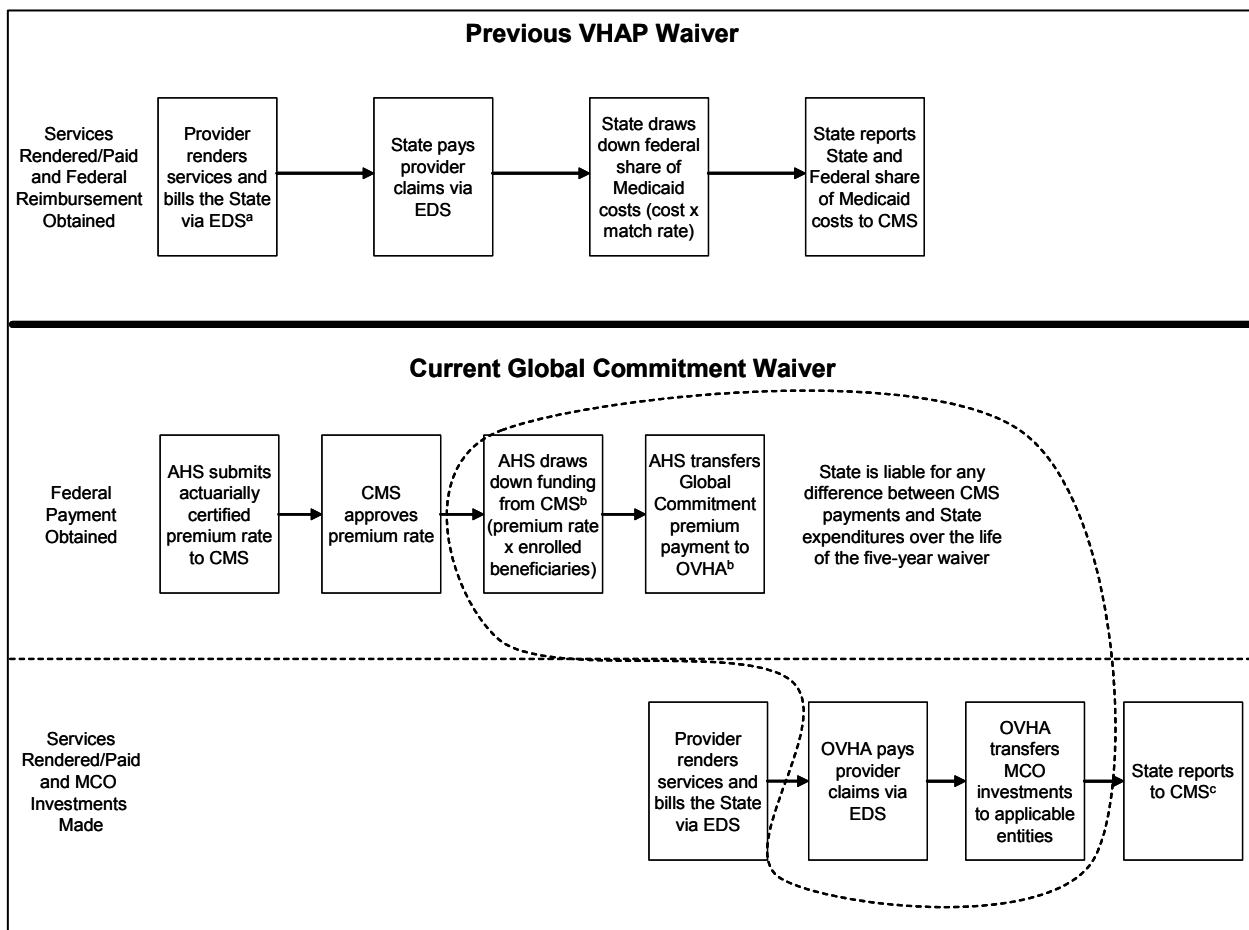 Previous VHAP Waiver
Services
Rendered/Paid
and Federal
Reimbursement
Obtained
Provider
renders
services and
bills the State
via EDSᵃ
State pays
provider
claims via
EDS
State draws
down federal
share of
Medicaid
costs (cost x
match rate)
State reports
State and
Federal share
of Medicaid
costs to CMS
Current Global Commitment Waiver
Federal
Payment
Obtained
AHS submits
actuarially
certified
premium rate
to CMS
CMS
approves
premium rate
AHS draws
down funding
from CMSᵇ
(premium rate
x enrolled
beneficiaries)
AHS transfers
Global
Commitment
premium
payment to
OVHAᵇ
State is liable for any
difference between CMS
payments and State
expenditures over the life
of the five-year waiver
Services
Rendered/Paid
and MCO
Investments
Made
Provider
renders
services and
bills the State
via EDS
OVHA pays
provider
claims via
EDS
OVHA
transfers
MCO
investments
to applicable
entities
State reports
to CMSᶜ